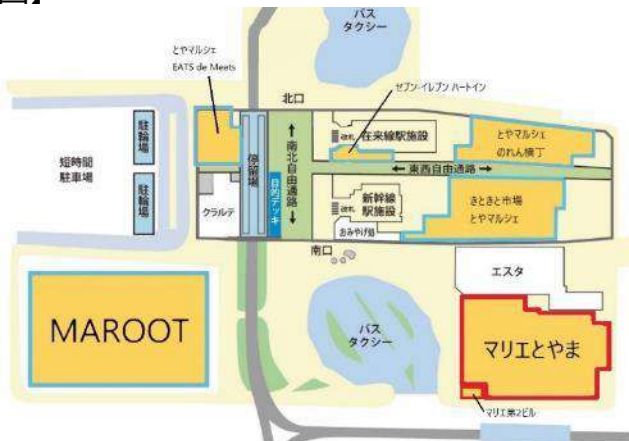 バス
タクシー
とやマルシェ
EATS de Meets
北口
セブン-イレブン ハートイン
駐輪場
短時間
駐車場
駐輪場
停留場
↑南北自由通路↓
改札
在来線駅施設
とやマルシェ
のれん横丁
← 東西自由通路 →
クラルテ
目的デッキ
改札
新幹線
駅施設
おみやげ処
きときと市場
とやマルシェ
南口
エスタ
MAROOT
バス
タクシー
マリエとやま
マリエ第2ビル